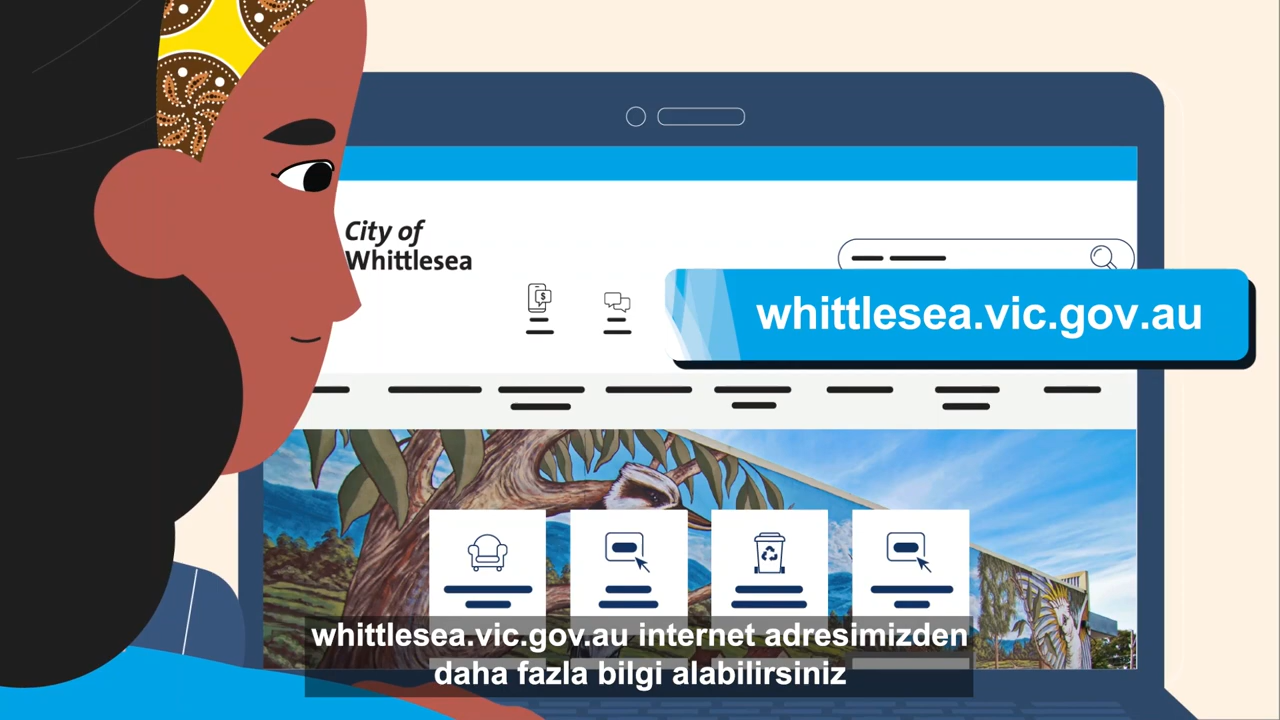 City of
Whittlesea
whittlesea.vic.gov.au
whittlesea.vic.gov.au internet adresimizden
daha fazla bilgi alabilirsiniz